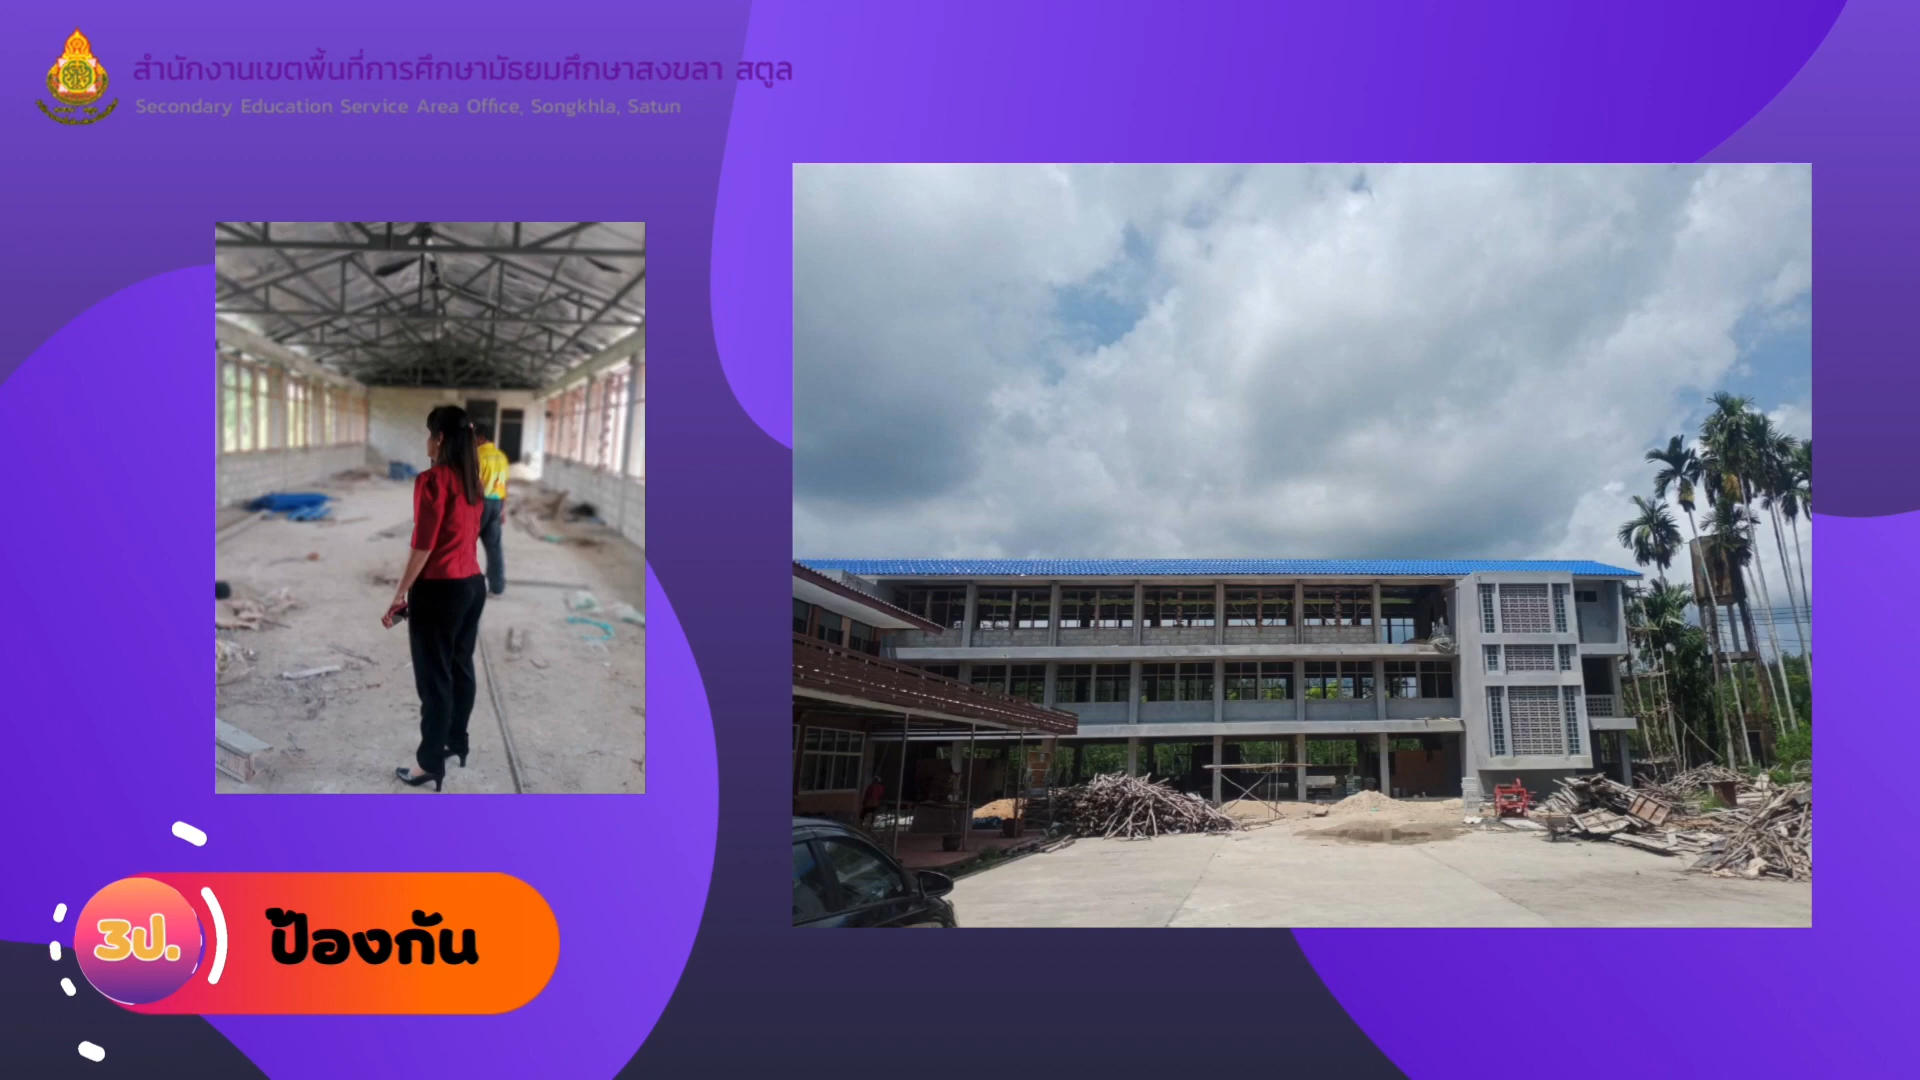 สำนักงานเขตพื้นที่การศึกษามัธยมศึกษาสงขลา สตูล
Secondary Education Service Area Office, Songkhla, Satun
3ป.
ป้องกัน